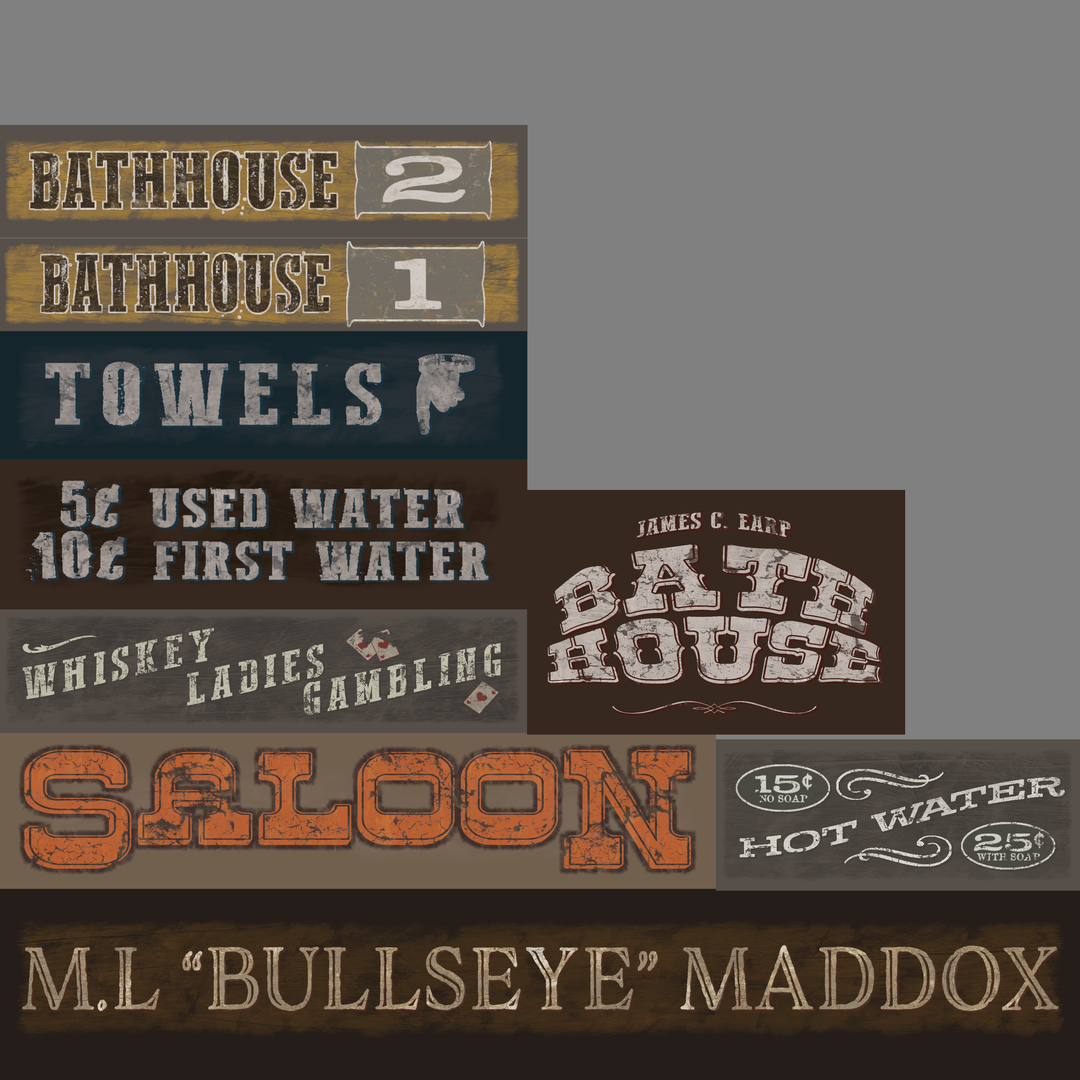 BATHHOUSE 2
BATHHOUSE 1
TOWELS
5¢ USED WATER
10¢ FIRST WATER
JAMES C. EARP
BATH
HOUSE
WHISKEY
LADIES
GAMBLING
SALOON
15¢
NO SOAP
HOT WATER
25¢
WITH SOAP
M.L “BULLSEYE” MADDOX